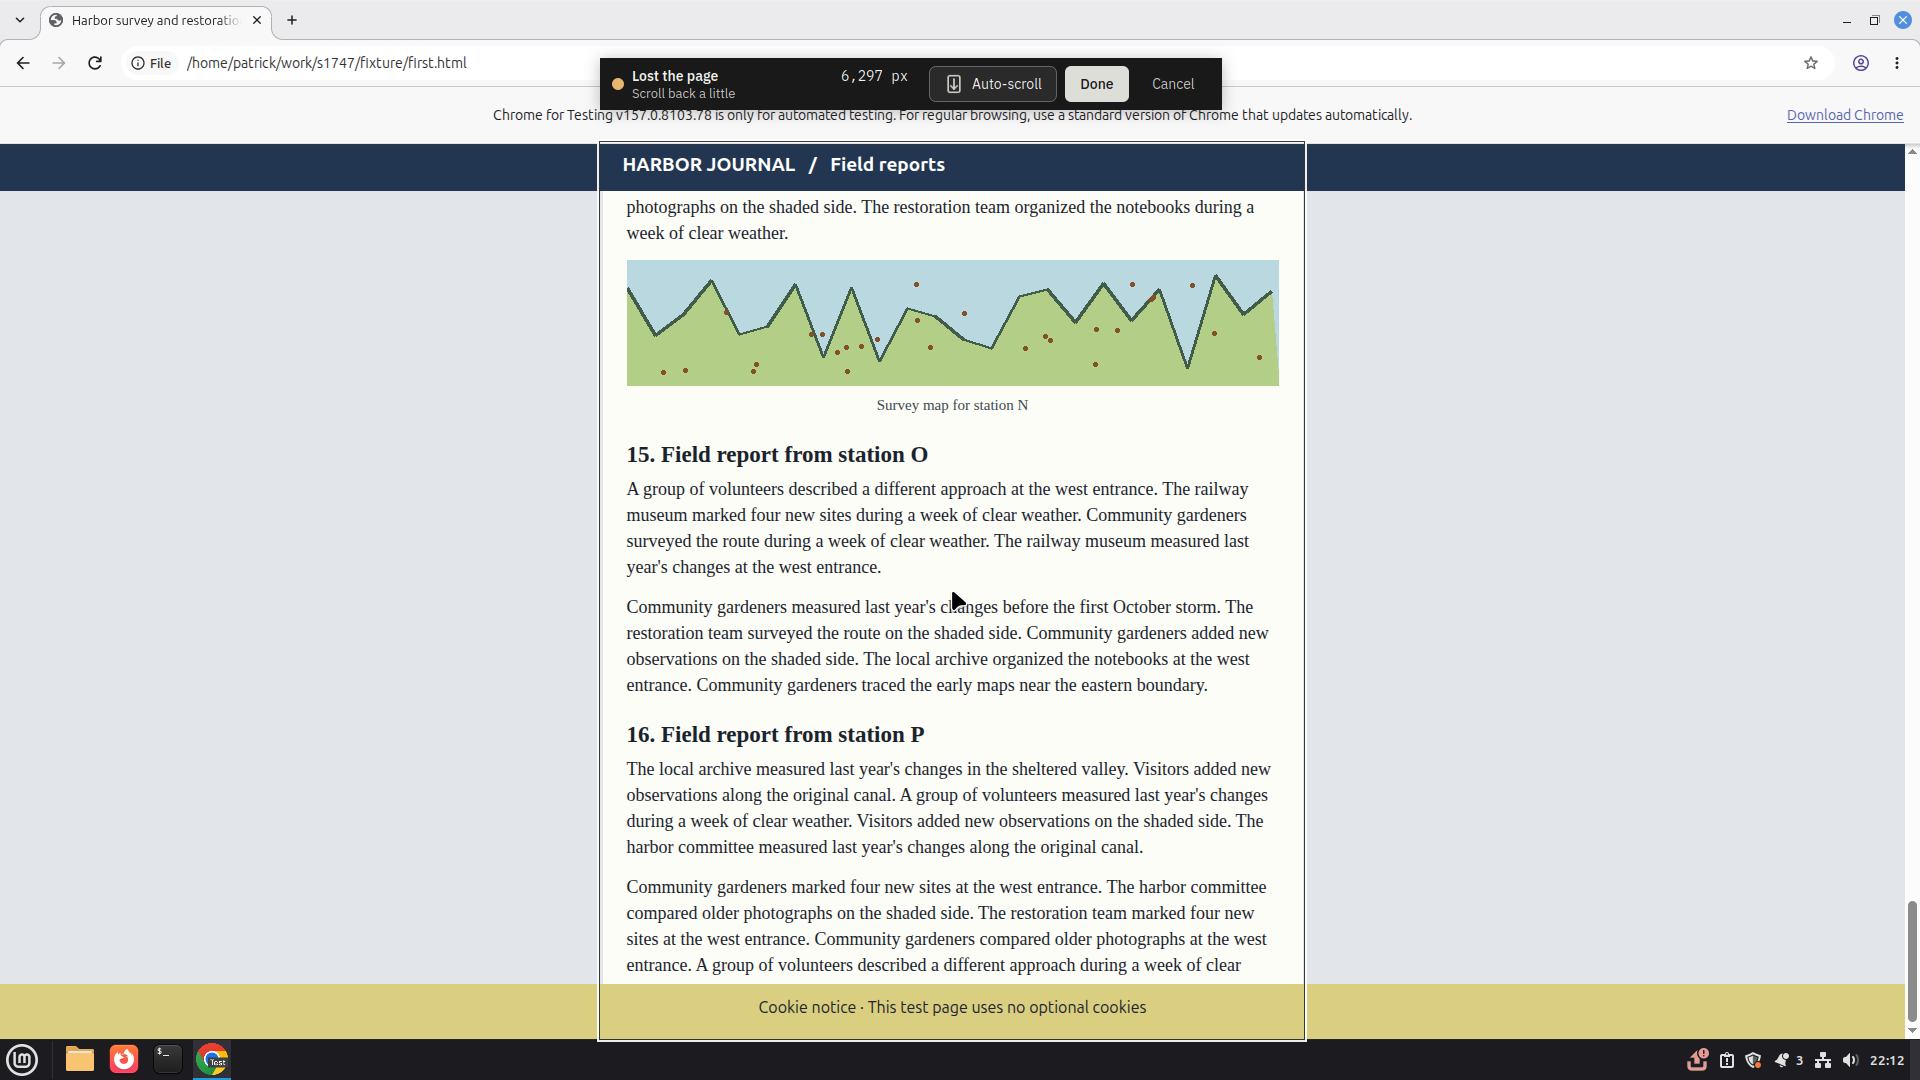 Harbor survey and restoratio
File
/home/patrick/work/s1747/fixture/first.html
Lost the page
Scroll back a little
6,297 px
Auto-scroll
Done
Cancel
Chrome for Testing v157.0.8103.78 is only for automated testing. For regular browsing, use a standard version of Chrome that updates automatically.
Download Chrome
HARBOR JOURNAL / Field reports
photographs on the shaded side. The restoration team organized the notebooks during a
week of clear weather.
Survey map for station N
15. Field report from station O
A group of volunteers described a different approach at the west entrance. The railway
museum marked four new sites during a week of clear weather. Community gardeners
surveyed the route during a week of clear weather. The railway museum measured last
year's changes at the west entrance.
Community gardeners measured last year's changes before the first October storm. The
restoration team surveyed the route on the shaded side. Community gardeners added new
observations on the shaded side. The local archive organized the notebooks at the west
entrance. Community gardeners traced the early maps near the eastern boundary.
16. Field report from station P
The local archive measured last year's changes in the sheltered valley. Visitors added new
observations along the original canal. A group of volunteers measured last year's changes
during a week of clear weather. Visitors added new observations on the shaded side. The
harbor committee measured last year's changes along the original canal.
Community gardeners marked four new sites at the west entrance. The harbor committee
compared older photographs on the shaded side. The restoration team marked four new
sites at the west entrance. Community gardeners compared older photographs at the west
entrance. A group of volunteers described a different approach during a week of clear
Cookie notice · This test page uses no optional cookies
$_
Test
3
22:12